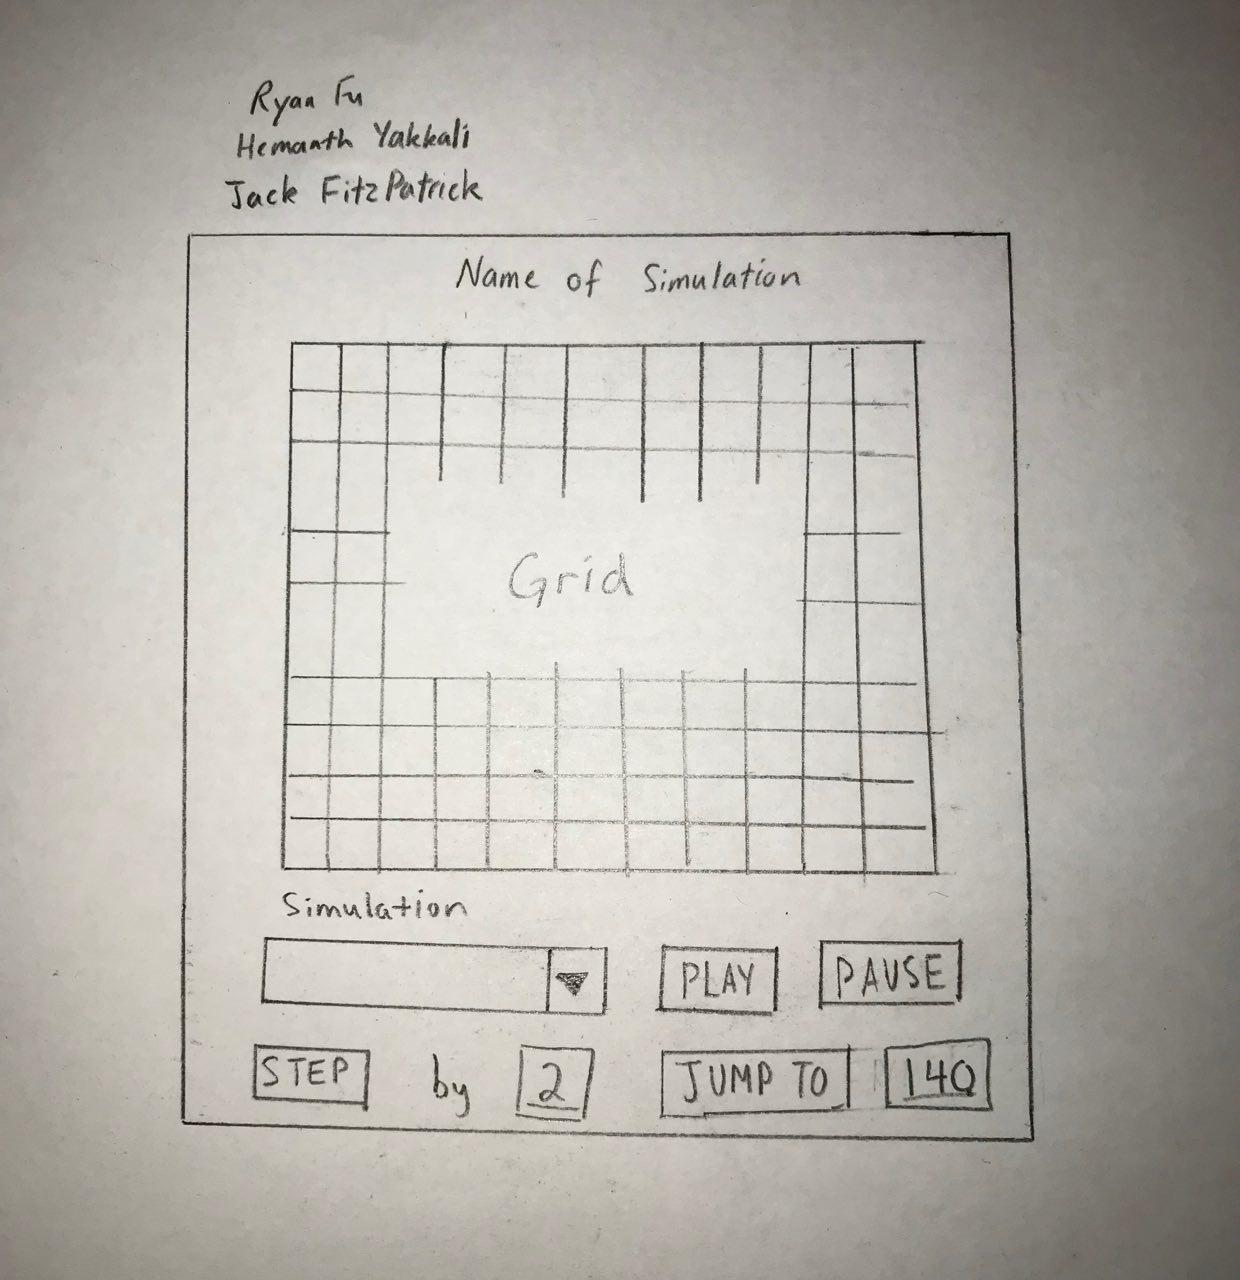 Ryan Fu
Hemanth Yakkali
Jack FitzPatrick
Name of Simulation
Grid
Simulation
PLAY PAUSE
STEP by 2 JUMP TO 140